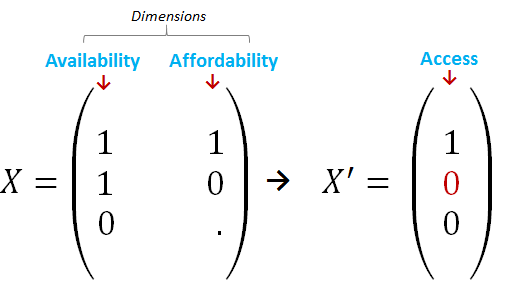 Dimensions
Availability Affordability Access
↓ ↓ ↓
1 1 1
X = 1 0 → X′ = 0
0 . 0